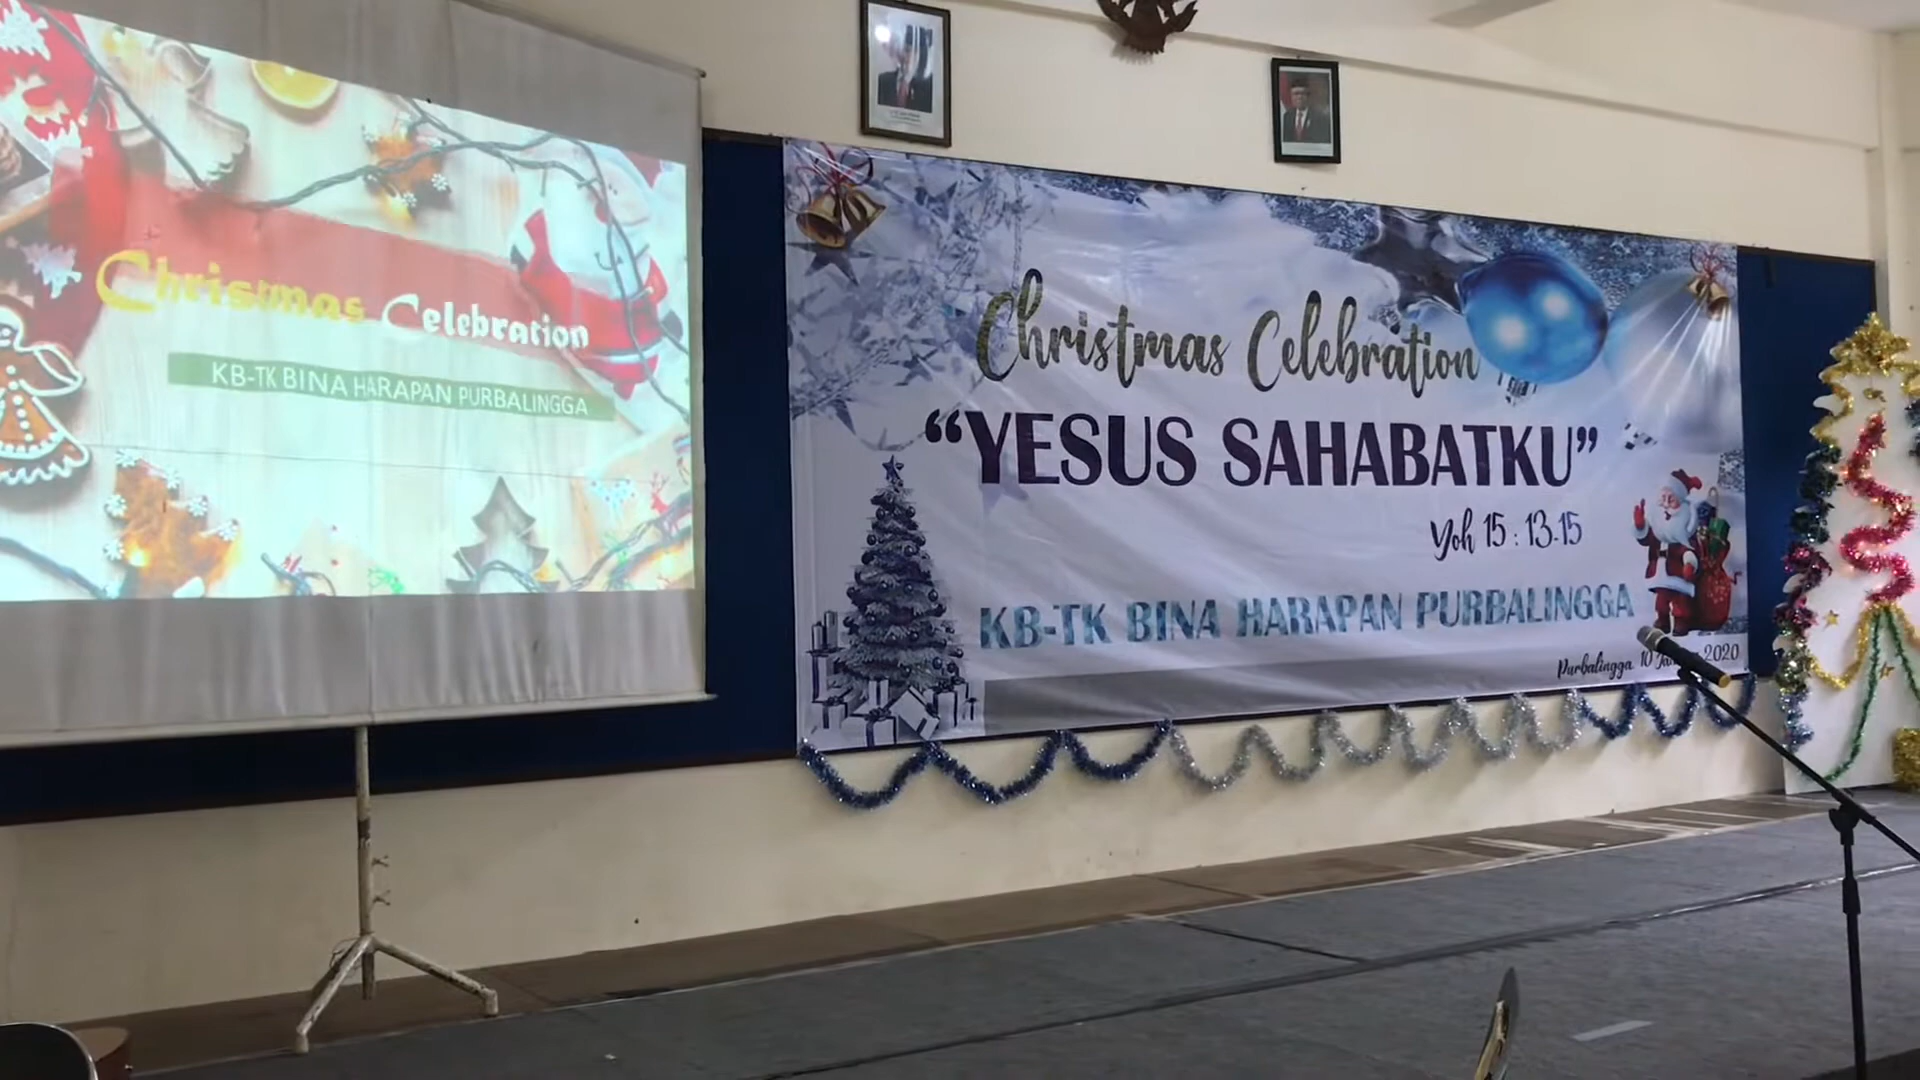 Chrismas Celebration
KB-TK BINA HARAPAN PURBALINGGA
Christmas Celebration
“YESUS SAHABATKU”
Yoh 15 : 13-15
KB-TK BINA HARAPAN PURBALINGGA
Purbalingga, 10 2020